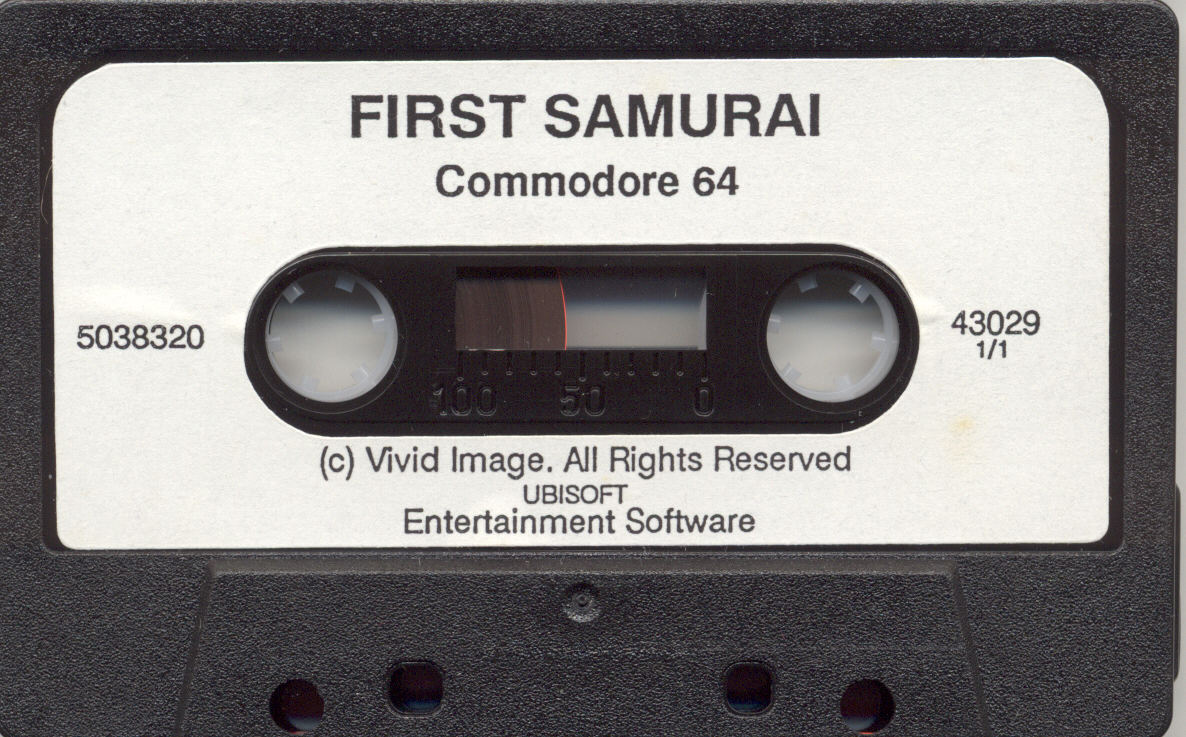 FIRST SAMURAI
Commodore 64
5038320
43029
1/1
100 50 0
(c) Vivid Image. All Rights Reserved
UBISOFT
Entertainment Software